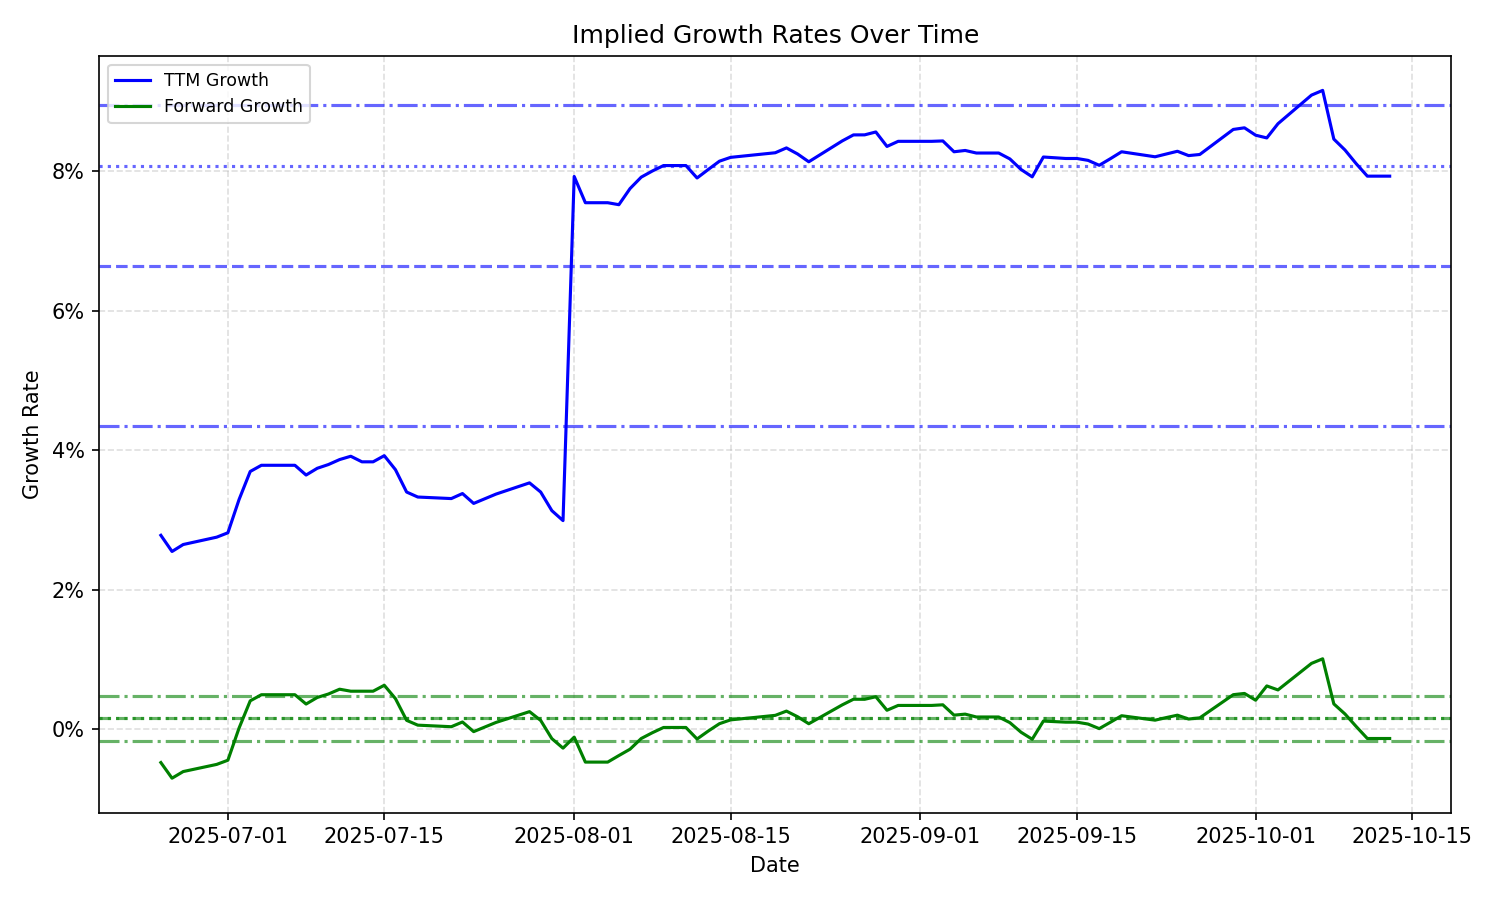 Implied Growth Rates Over Time
TTM Growth
Forward Growth
8%
6%
4%
2%
0%
Growth Rate
2025-07-01
2025-07-15
2025-08-01
2025-08-15
2025-09-01
2025-09-15
2025-10-01
2025-10-15
Date